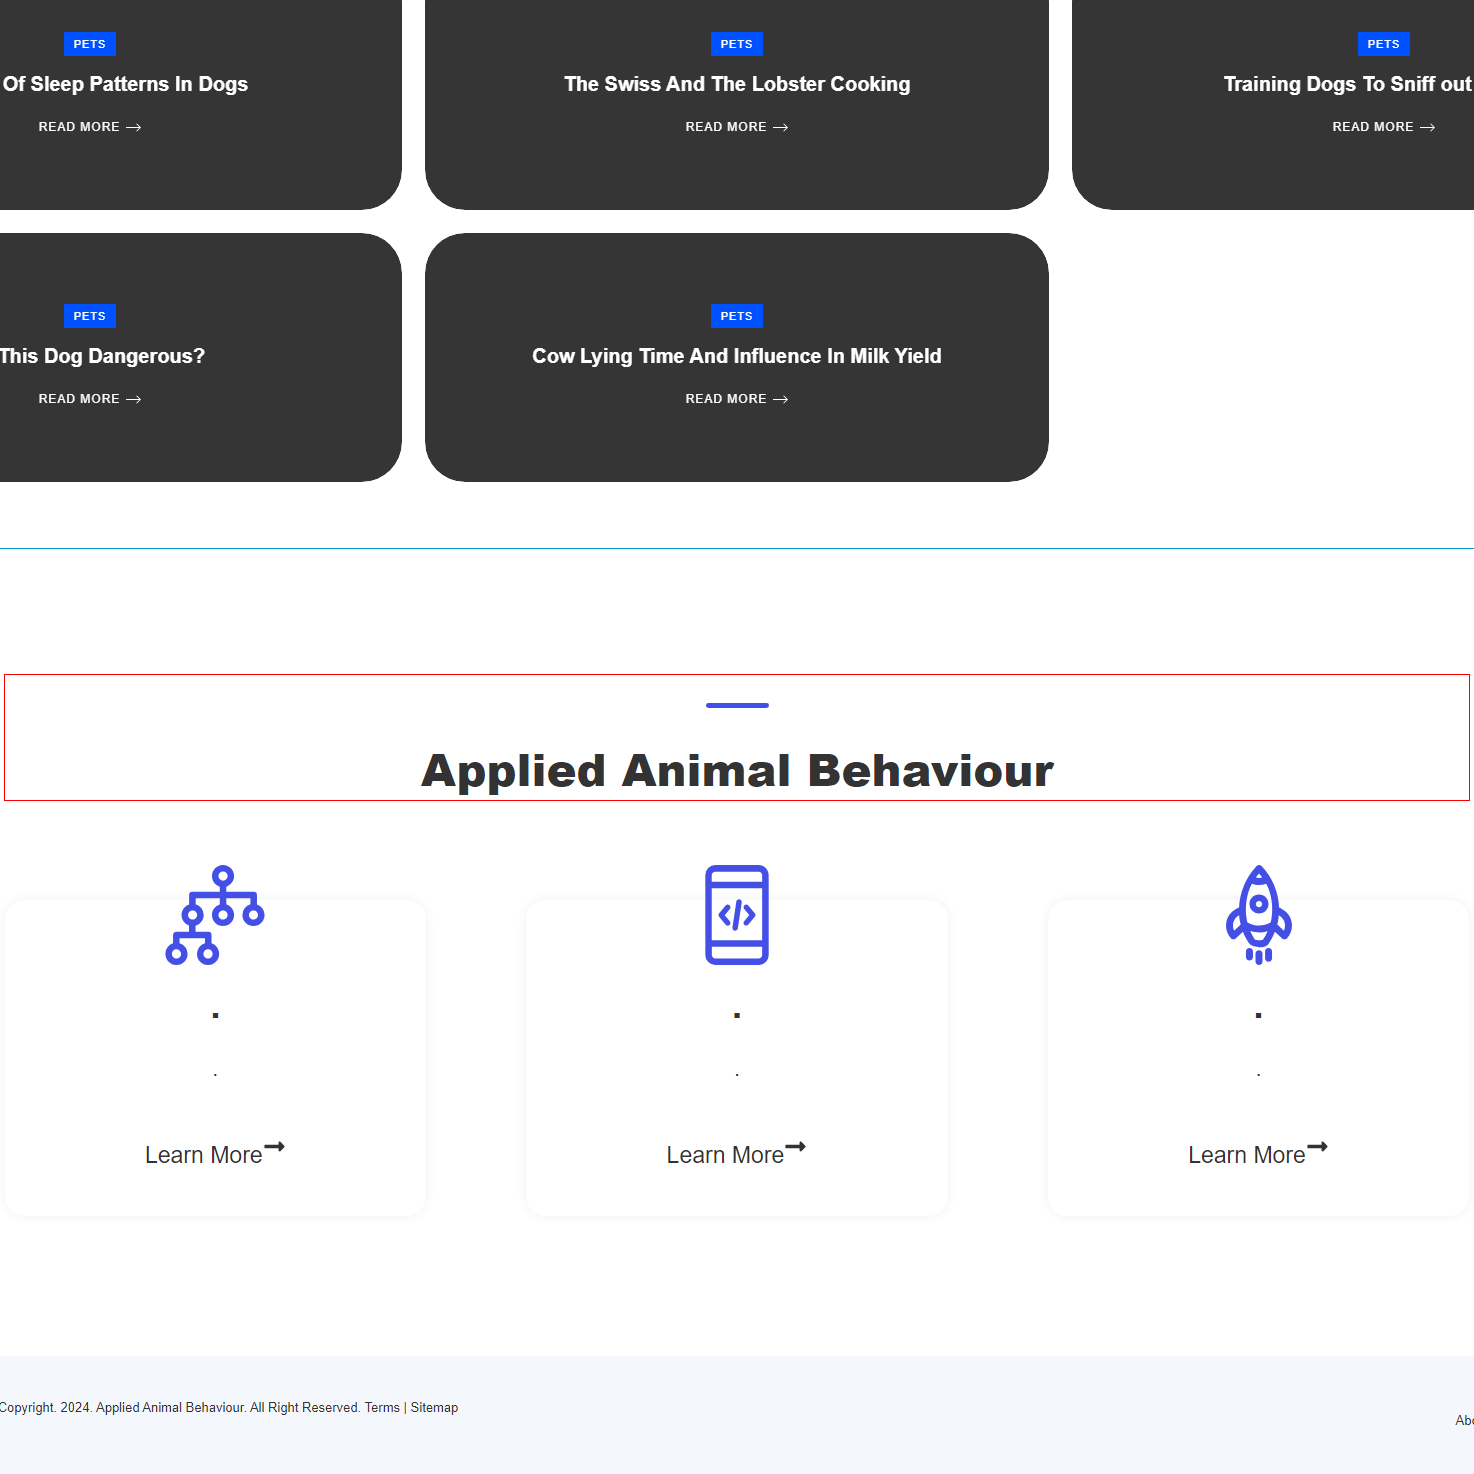 PETS
PETS
PETS
Of Sleep Patterns In Dogs
The Swiss And The Lobster Cooking
Training Dogs To Sniff out
READ MORE
READ MORE
READ MORE
PETS
PETS
This Dog Dangerous?
Cow Lying Time And Influence In Milk Yield
READ MORE
READ MORE
Applied Animal Behaviour
.
.
.
.
.
.
Learn More
Learn More
Learn More
Copyright. 2024. Applied Animal Behaviour. All Right Reserved. Terms | Sitemap